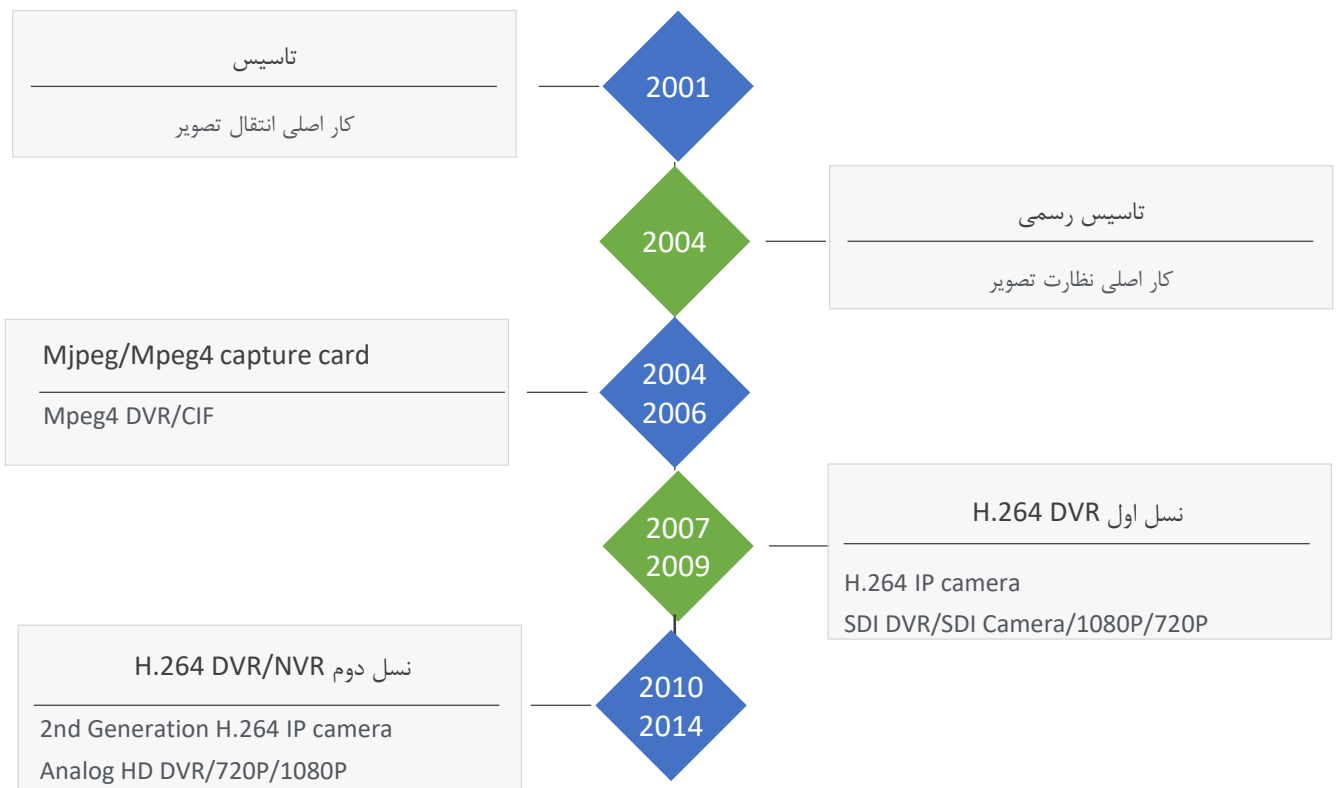 تاسیس
کار اصلی انتقال تصویر
2001
2004
تاسیس رسمی
کار اصلی نظارت تصویر
Mjpeg/Mpeg4 capture card
Mpeg4 DVR/CIF
2004
2006
2007
2009
نسل اول H.264 DVR
H.264 IP camera
SDI DVR/SDI Camera/1080P/720P
نسل دوم H.264 DVR/NVR
2nd Generation H.264 IP camera
Analog HD DVR/720P/1080P
2010
2014